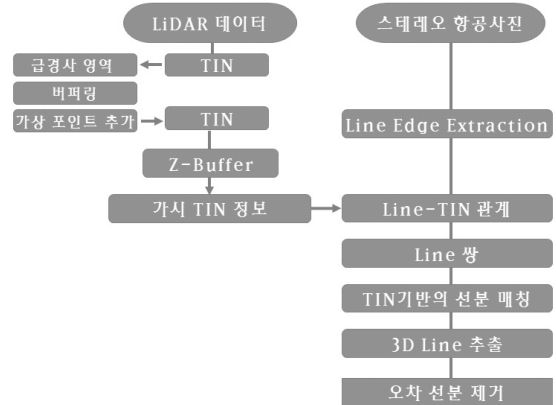 LiDAR 데이터
스테레오 항공사진
급경사 영역
TIN
버퍼링
가상 포인트 추가
TIN
Line Edge Extraction
Z-Buffer
가시 TIN 정보
Line-TIN 관계
Line 쌍
TIN기반의 선분 매칭
3D Line 추출
오차 선분 제거